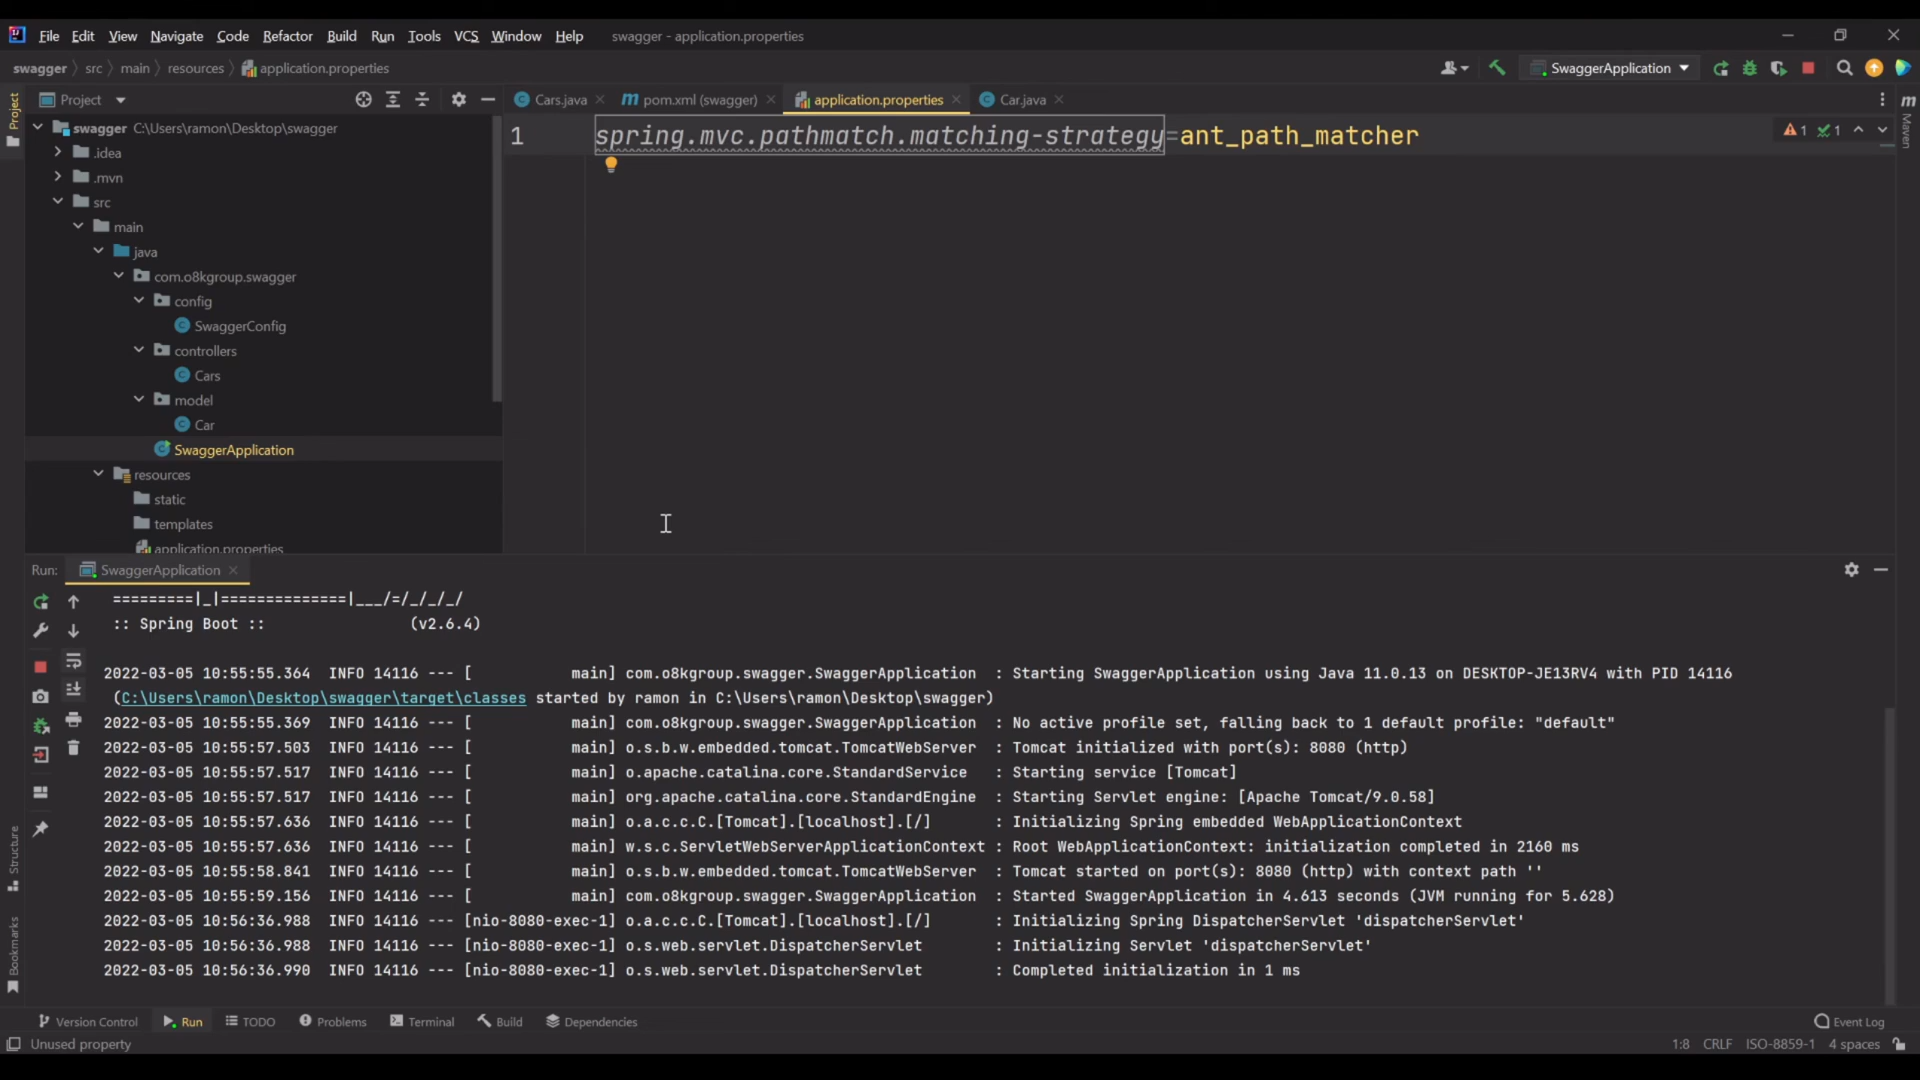 File Edit View Navigate Code Refactor Build Run Tools VCS Window Help swagger - application.properties
swagger src main resources application.properties SwaggerApplication
Project Cars.java pom.xml (swagger) application.properties Car.java
Project
Maven
swagger C:\Users\ramon\Desktop\swagger
1 spring.mvc.pathmatch.matching-strategy=ant_path_matcher 1 1
.idea
.mvn
src
main
java
com.o8kgroup.swagger
config
SwaggerConfig
controllers
Cars
model
Car
SwaggerApplication
resources
static
templates
application.properties
Run: SwaggerApplication
=========|_|==============|___/=/_/_/_/
:: Spring Boot :: (v2.6.4)
2022-03-05 10:55:55.364 INFO 14116 --- [ main] com.o8kgroup.swagger.SwaggerApplication : Starting SwaggerApplication using Java 11.0.13 on DESKTOP-JE13RV4 with PID 14116
(C:\Users\ramon\Desktop\swagger\target\classes started by ramon in C:\Users\ramon\Desktop\swagger)
2022-03-05 10:55:55.369 INFO 14116 --- [ main] com.o8kgroup.swagger.SwaggerApplication : No active profile set, falling back to 1 default profile: "default"
2022-03-05 10:55:57.503 INFO 14116 --- [ main] o.s.b.w.embedded.tomcat.TomcatWebServer : Tomcat initialized with port(s): 8080 (http)
2022-03-05 10:55:57.517 INFO 14116 --- [ main] o.apache.catalina.core.StandardService : Starting service [Tomcat]
2022-03-05 10:55:57.517 INFO 14116 --- [ main] org.apache.catalina.core.StandardEngine : Starting Servlet engine: [Apache Tomcat/9.0.58]
2022-03-05 10:55:57.636 INFO 14116 --- [ main] o.a.c.c.C.[Tomcat].[localhost].[/] : Initializing Spring embedded WebApplicationContext
2022-03-05 10:55:57.636 INFO 14116 --- [ main] w.s.c.ServletWebServerApplicationContext : Root WebApplicationContext: initialization completed in 2160 ms
2022-03-05 10:55:58.841 INFO 14116 --- [ main] o.s.b.w.embedded.tomcat.TomcatWebServer : Tomcat started on port(s): 8080 (http) with context path ''
2022-03-05 10:55:59.156 INFO 14116 --- [ main] com.o8kgroup.swagger.SwaggerApplication : Started SwaggerApplication in 4.613 seconds (JVM running for 5.628)
2022-03-05 10:56:36.988 INFO 14116 --- [nio-8080-exec-1] o.a.c.c.C.[Tomcat].[localhost].[/] : Initializing Spring DispatcherServlet 'dispatcherServlet'
2022-03-05 10:56:36.988 INFO 14116 --- [nio-8080-exec-1] o.s.web.servlet.DispatcherServlet : Initializing Servlet 'dispatcherServlet'
2022-03-05 10:56:36.990 INFO 14116 --- [nio-8080-exec-1] o.s.web.servlet.DispatcherServlet : Completed initialization in 1 ms
Structure
Bookmarks
Version Control Run TODO Problems Terminal Build Dependencies Event Log
Unused property 1:8 CRLF ISO-8859-1 4 spaces